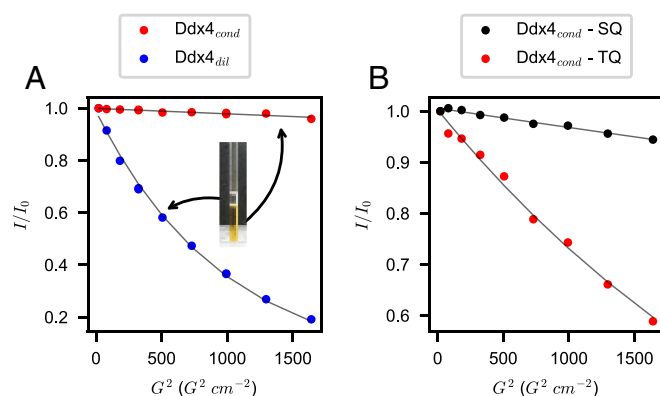 Ddx4cond
Ddx4dil
A
I/I0
1.0
0.8
0.6
0.4
0.2
0 500 1000 1500
G² (G² cm⁻²)
Ddx4cond - SQ
Ddx4cond - TQ
B
I/I0
1.0
0.9
0.8
0.7
0.6
0 500 1000 1500
G² (G² cm⁻²)